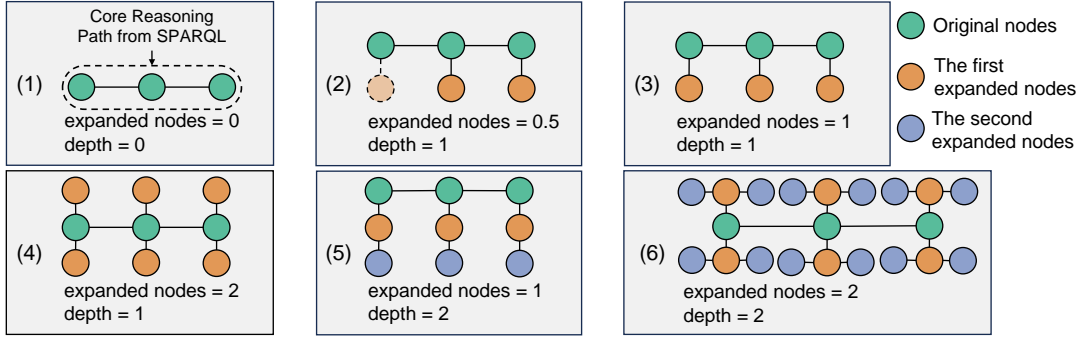 Core Reasoning
Path from SPARQL
(1)
expanded nodes = 0
depth = 0
(2)
expanded nodes = 0.5
depth = 1
(3)
expanded nodes = 1
depth = 1
Original nodes
The first
expanded nodes
The second
expanded nodes
(4)
expanded nodes = 2
depth = 1
(5)
expanded nodes = 1
depth = 2
(6)
expanded nodes = 2
depth = 2